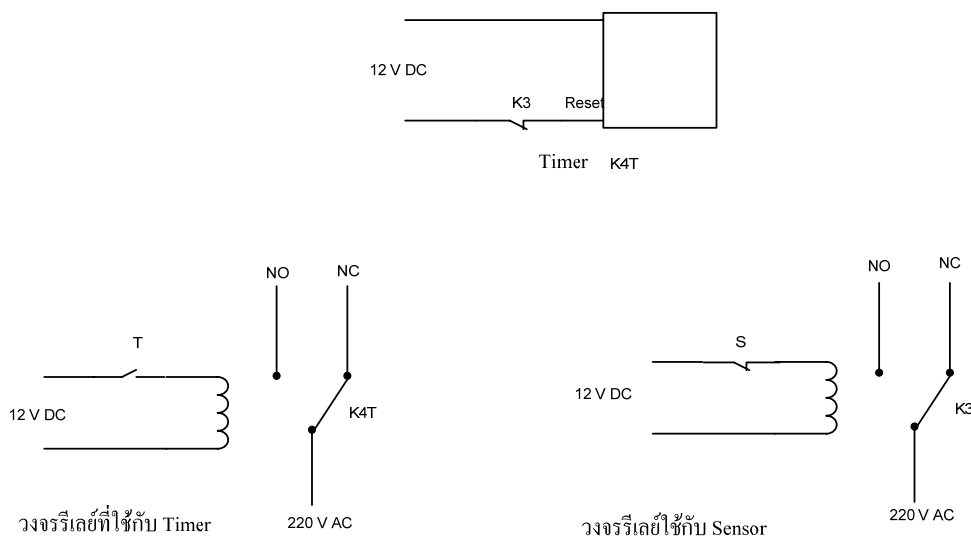 12 V DC
K3
Reset
Timer K4T
NO
NC
T
12 V DC
K4T
220 V AC
วงจรรีเลย์ที่ใช้กับ Timer
NO
NC
S
12 V DC
K3
220 V AC
วงจรรีเลย์ใช้กับ Sensor